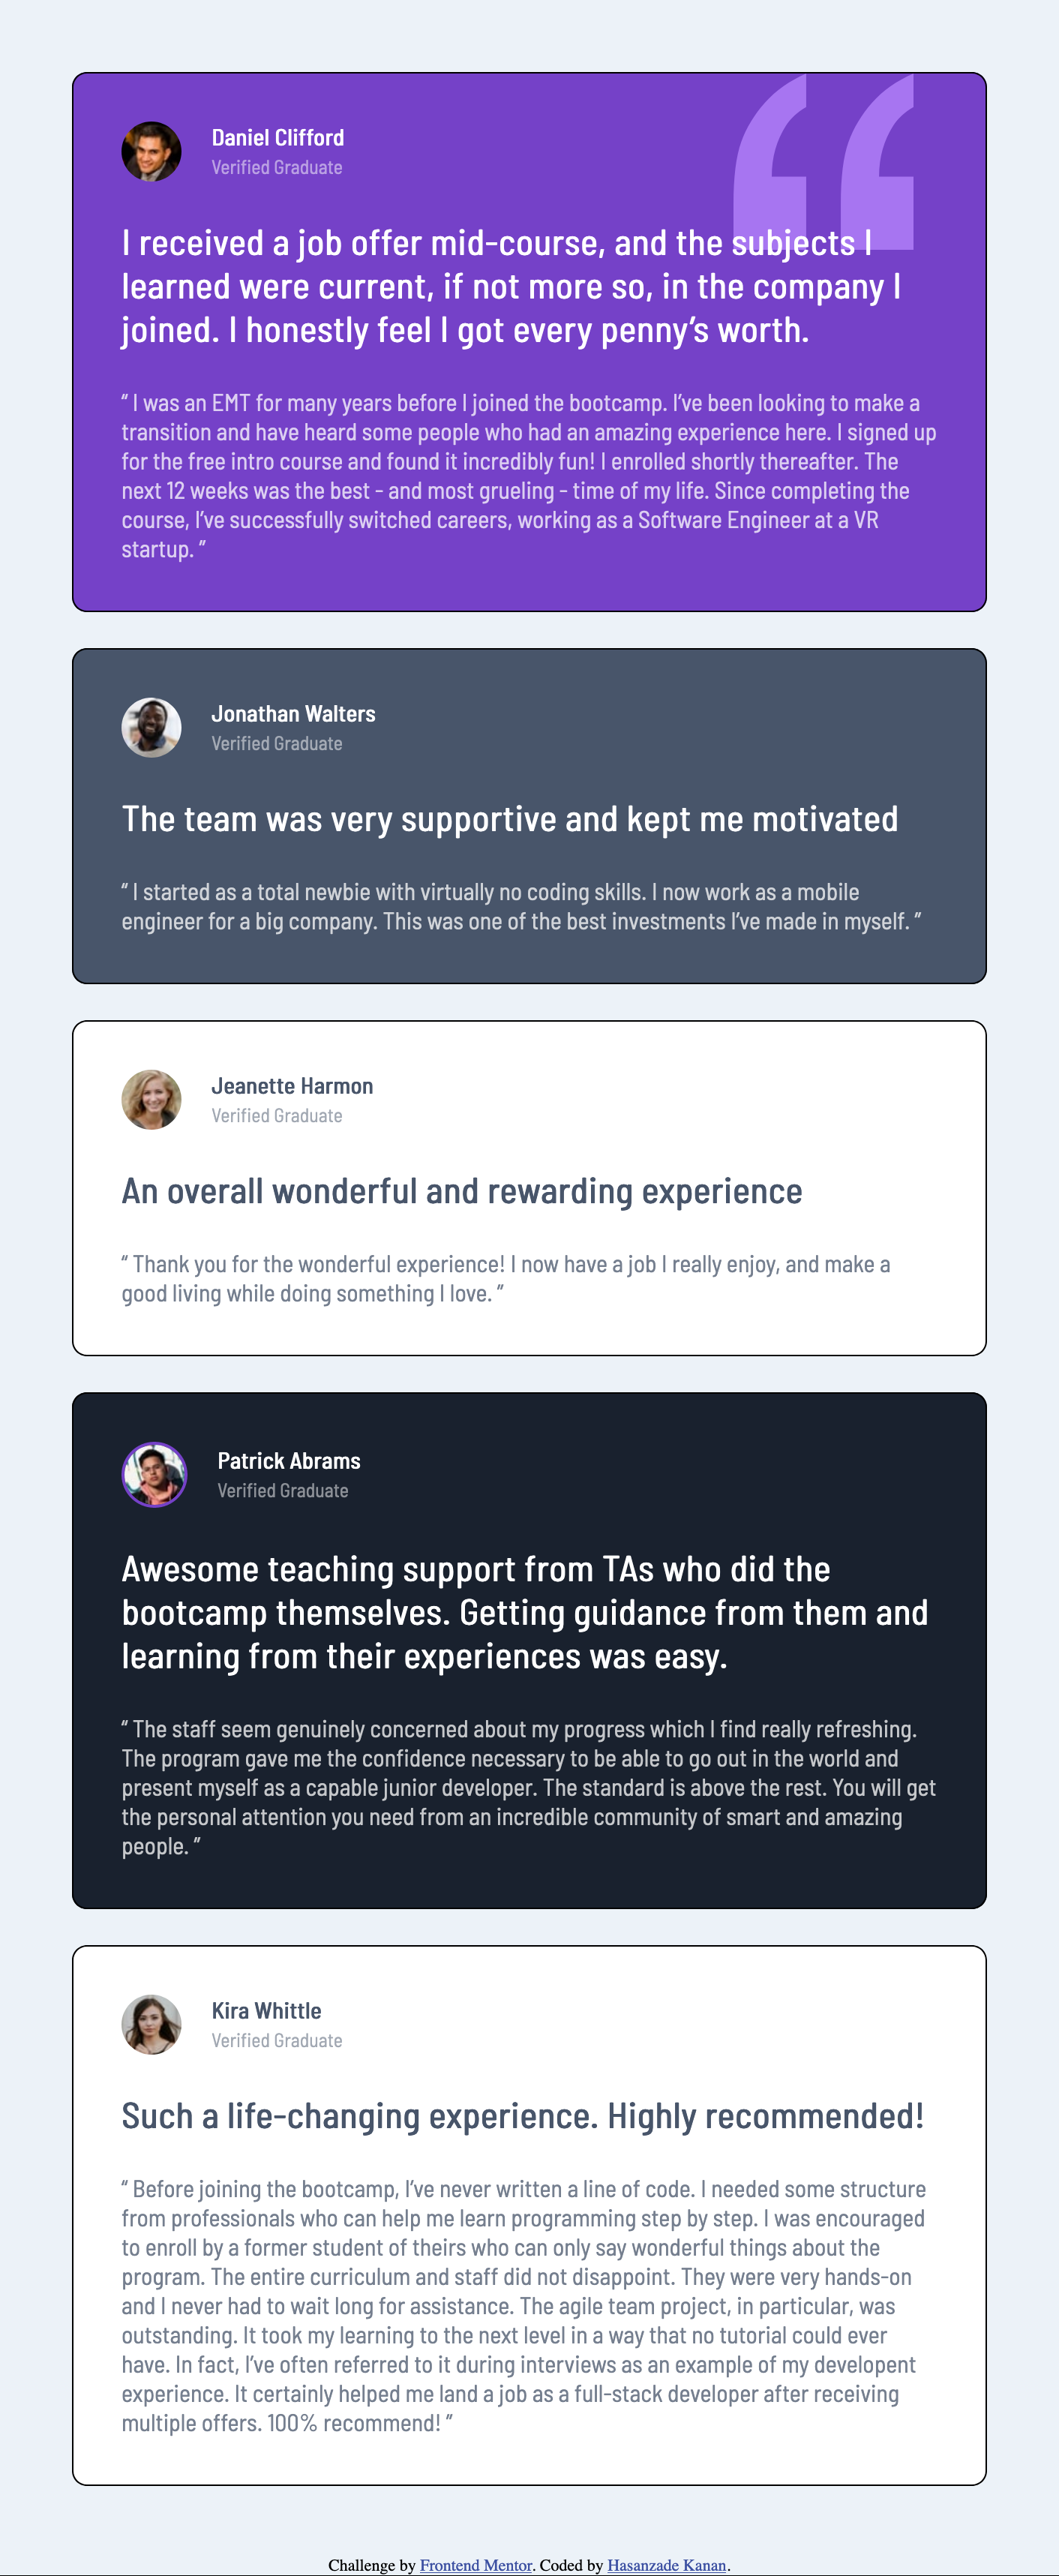 Daniel Clifford
Verified Graduate
I received a job offer mid-course, and the subjects I
learned were current, if not more so, in the company I
joined. I honestly feel I got every penny’s worth.
“ I was an EMT for many years before I joined the bootcamp. I’ve been looking to make a
transition and have heard some people who had an amazing experience here. I signed up
for the free intro course and found it incredibly fun! I enrolled shortly thereafter. The
next 12 weeks was the best - and most grueling - time of my life. Since completing the
course, I’ve successfully switched careers, working as a Software Engineer at a VR
startup. ”
Jonathan Walters
Verified Graduate
The team was very supportive and kept me motivated
“ I started as a total newbie with virtually no coding skills. I now work as a mobile
engineer for a big company. This was one of the best investments I’ve made in myself. ”
Jeanette Harmon
Verified Graduate
An overall wonderful and rewarding experience
“ Thank you for the wonderful experience! I now have a job I really enjoy, and make a
good living while doing something I love. ”
Patrick Abrams
Verified Graduate
Awesome teaching support from TAs who did the
bootcamp themselves. Getting guidance from them and
learning from their experiences was easy.
“ The staff seem genuinely concerned about my progress which I find really refreshing.
The program gave me the confidence necessary to be able to go out in the world and
present myself as a capable junior developer. The standard is above the rest. You will get
the personal attention you need from an incredible community of smart and amazing
people. ”
Kira Whittle
Verified Graduate
Such a life-changing experience. Highly recommended!
“ Before joining the bootcamp, I’ve never written a line of code. I needed some structure
from professionals who can help me learn programming step by step. I was encouraged
to enroll by a former student of theirs who can only say wonderful things about the
program. The entire curriculum and staff did not disappoint. They were very hands-on
and I never had to wait long for assistance. The agile team project, in particular, was
outstanding. It took my learning to the next level in a way that no tutorial could ever
have. In fact, I’ve often referred to it during interviews as an example of my developent
experience. It certainly helped me land a job as a full-stack developer after receiving
multiple offers. 100% recommend! ”
Challenge by Frontend Mentor. Coded by Hasanzade Kanan.